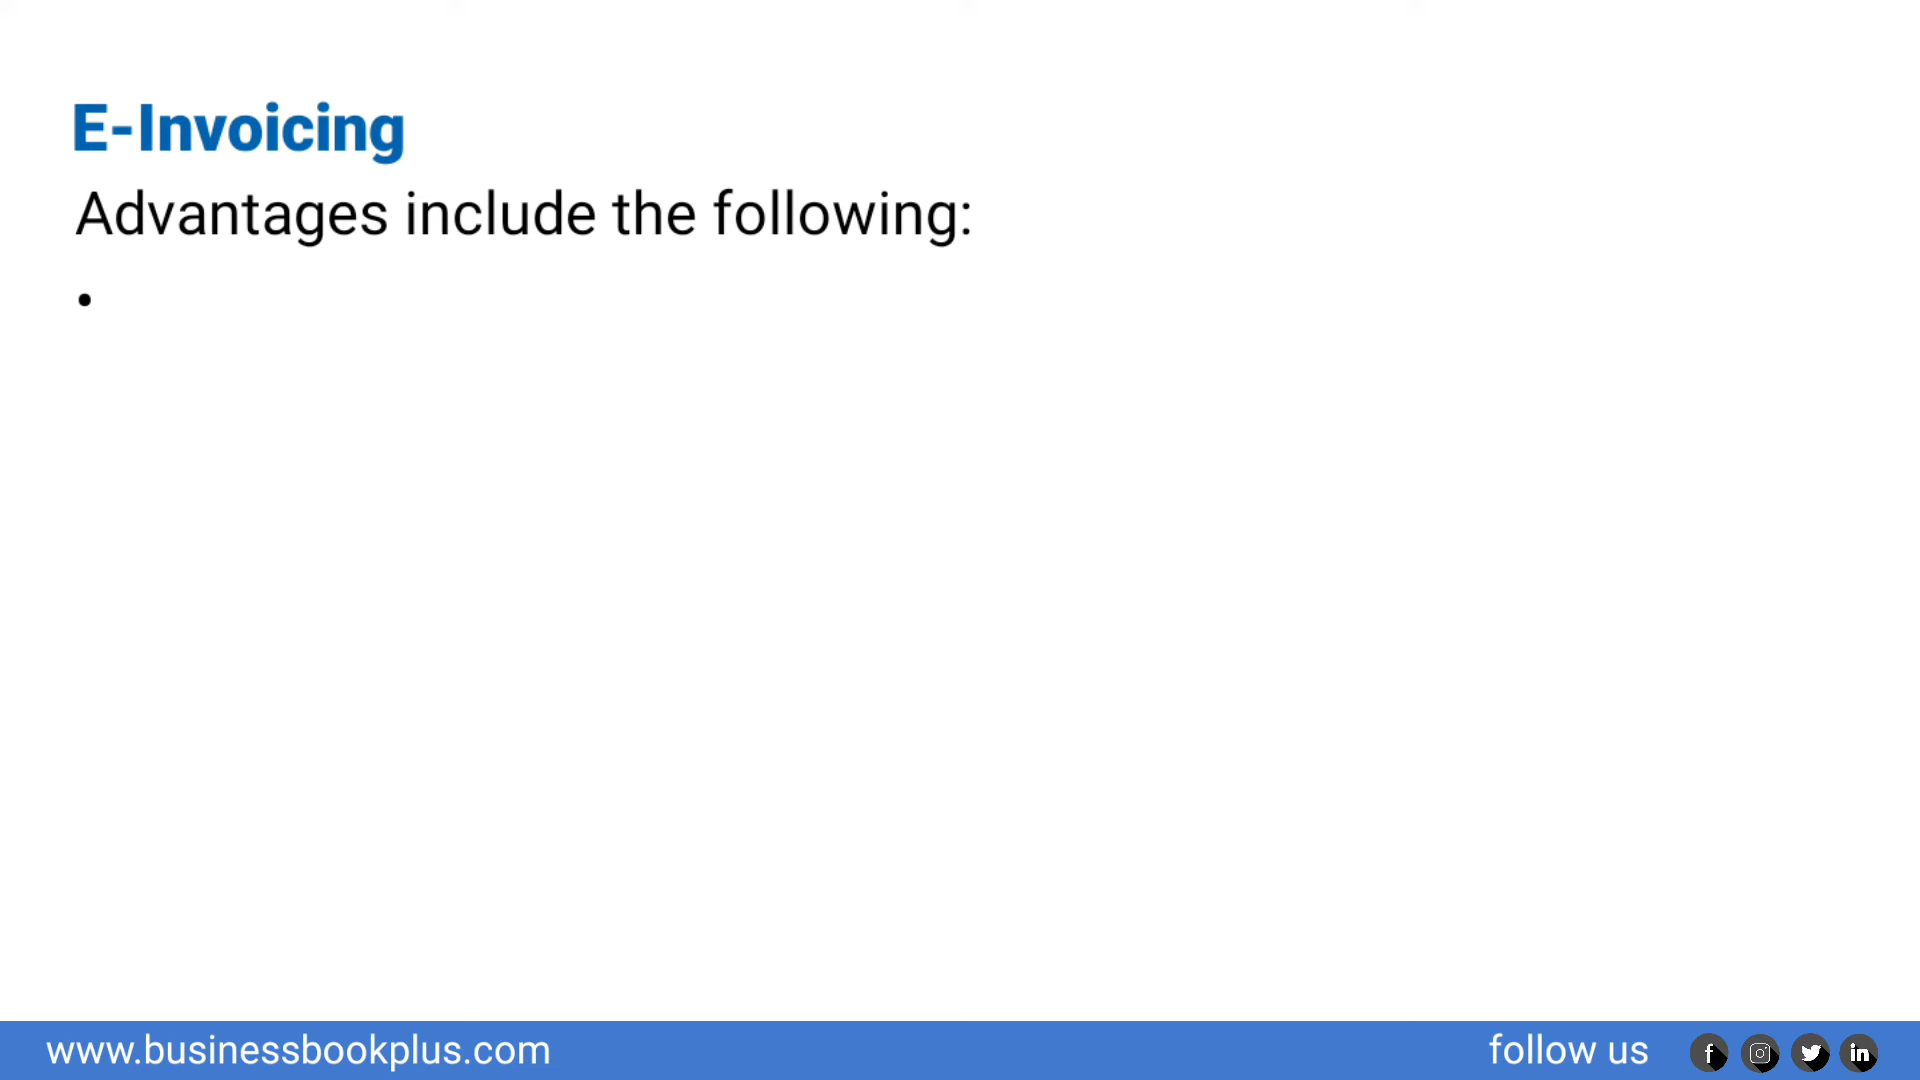 E-Invoicing
Advantages include the following:
•
www.businessbookplus.com
follow us